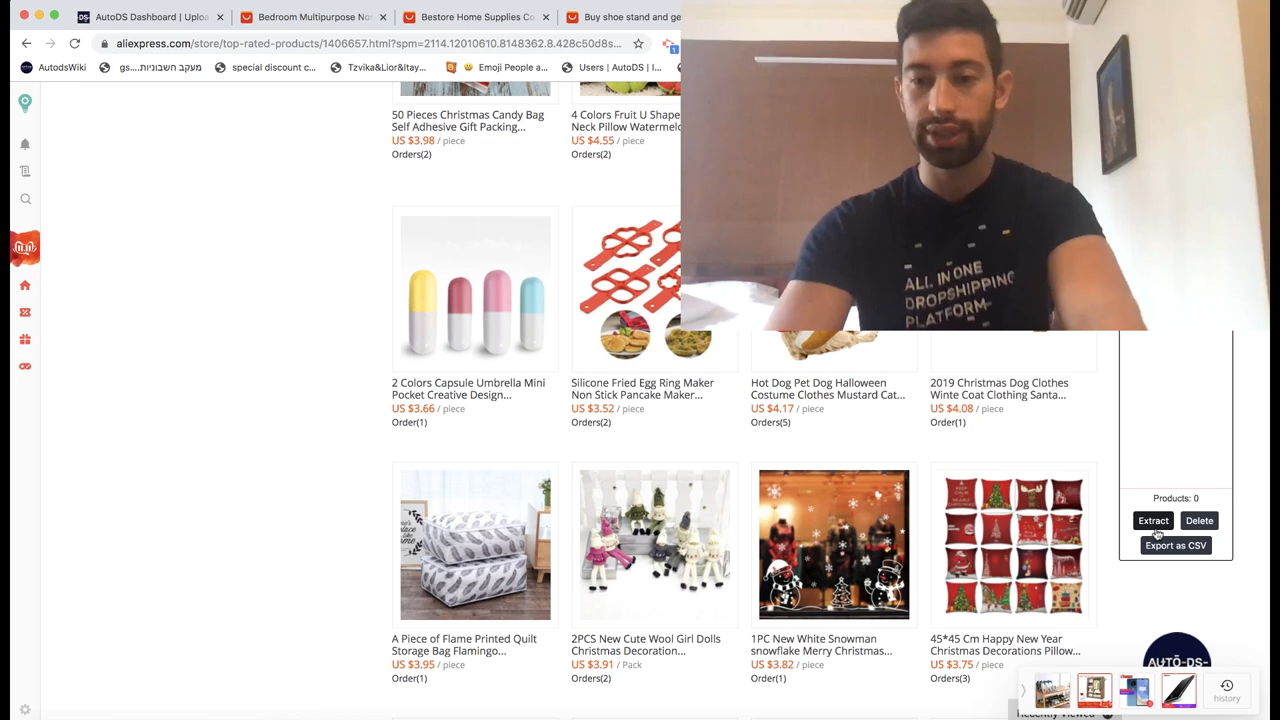 AutoDS Dashboard | Uploa
Bedroom Multipurpose No
Bestore Home Supplies Co
Buy shoe stand and ge
aliexpress.com/store/top-rated-products/1406657.html?spm=2114.12010610.8148362.8.428c50d8s...
1
AutodsWiki
gs....מעקב חשבוניות
special discount c...
Tzvika&Lior&Itay...
Emoji People a...
Users | AutoDS | I...
50 Pieces Christmas Candy Bag
Self Adhesive Gift Packing...
US $3.98 / piece
Orders(2)
4 Colors Fruit U Shape
Neck Pillow Watermelo
US $4.55 / piece
Orders(2)
ALL IN ONE
DROPSHIPPING
PLATFORM
2 Colors Capsule Umbrella Mini
Pocket Creative Design...
US $3.66 / piece
Order(1)
Silicone Fried Egg Ring Maker
Non Stick Pancake Maker...
US $3.52 / piece
Orders(2)
Hot Dog Pet Dog Halloween
Costume Clothes Mustard Cat...
US $4.17 / piece
Orders(5)
2019 Christmas Dog Clothes
Winte Coat Clothing Santa...
US $4.08 / piece
Order(1)
Products: 0
Extract
Delete
Export as CSV
A Piece of Flame Printed Quilt
Storage Bag Flamingo...
US $3.95 / piece
Order(1)
2PCS New Cute Wool Girl Dolls
Christmas Decoration...
US $3.91 / Pack
Orders(2)
1PC New White Snowman
snowflake Merry Christmas...
US $3.82 / piece
Order(1)
45*45 Cm Happy New Year
Christmas Decorations Pillow...
US $3.75 / piece
Orders(3)
AUTO-DS-
history
Recently Viewed